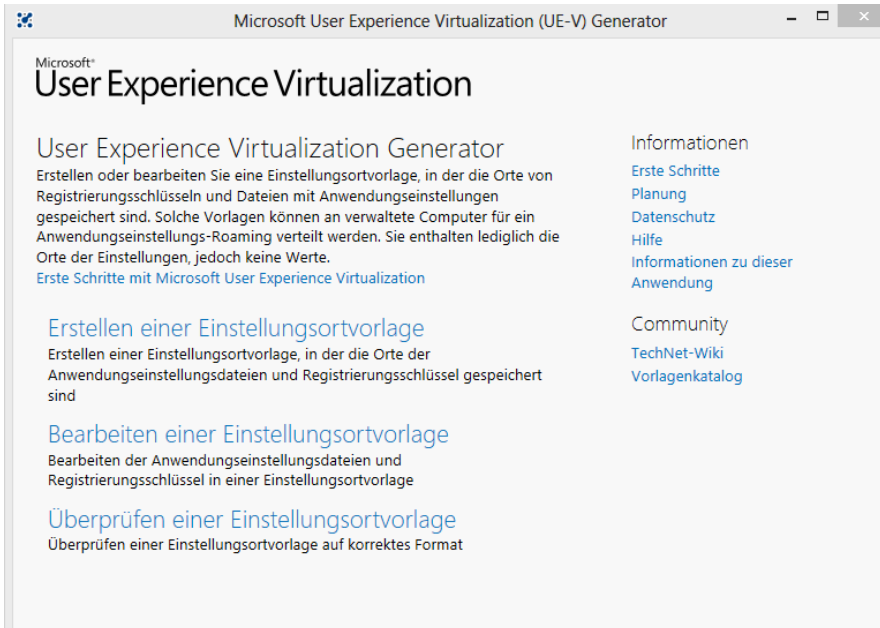 Microsoft User Experience Virtualization (UE-V) Generator
Microsoft®
User Experience Virtualization
User Experience Virtualization Generator
Erstellen oder bearbeiten Sie eine Einstellungsortvorlage, in der die Orte von
Registrierungsschlüsseln und Dateien mit Anwendungseinstellungen
gespeichert sind. Solche Vorlagen können an verwaltete Computer für ein
Anwendungseinstellungs-Roaming verteilt werden. Sie enthalten lediglich die
Orte der Einstellungen, jedoch keine Werte.
Erste Schritte mit Microsoft User Experience Virtualization
Erstellen einer Einstellungsortvorlage
Erstellen einer Einstellungsortvorlage, in der die Orte der
Anwendungseinstellungsdateien und Registrierungsschlüssel gespeichert
sind
Bearbeiten einer Einstellungsortvorlage
Bearbeiten der Anwendungseinstellungsdateien und
Registrierungsschlüssel in einer Einstellungsortvorlage
Überprüfen einer Einstellungsortvorlage
Überprüfen einer Einstellungsortvorlage auf korrektes Format
Informationen
Erste Schritte
Planung
Datenschutz
Hilfe
Informationen zu dieser
Anwendung
Community
TechNet-Wiki
Vorlagenkatalog